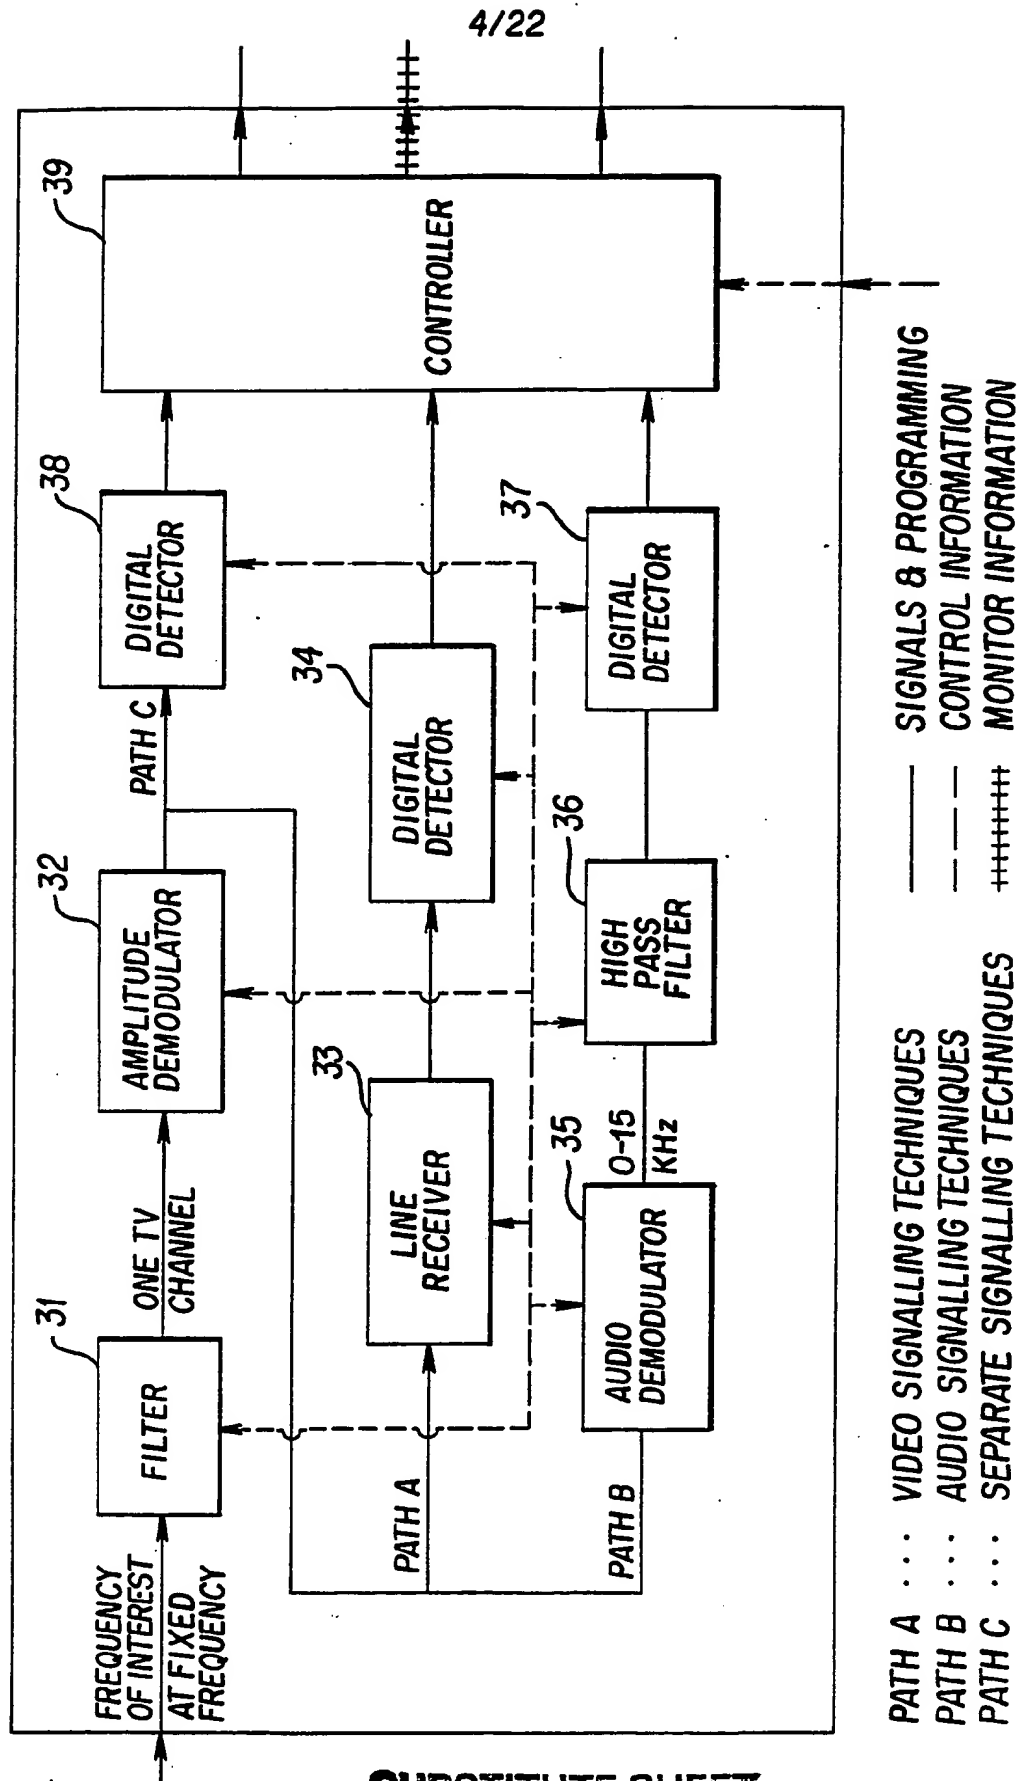 4/22
FREQUENCY
OF INTEREST
AT FIXED
FREQUENCY
31
FILTER
ONE TV
CHANNEL
32
AMPLITUDE
DEMODULATOR
PATH C
38
DIGITAL
DETECTOR
39
CONTROLLER
PATH A
33
LINE
RECEIVER
34
DIGITAL
DETECTOR
PATH B
35
AUDIO
DEMODULATOR
0-15
KHz
36
HIGH
PASS
FILTER
37
DIGITAL
DETECTOR
PATH A . . . VIDEO SIGNALLING TECHNIQUES
PATH B . . . AUDIO SIGNALLING TECHNIQUES
PATH C . . . SEPARATE SIGNALLING TECHNIQUES
SIGNALS & PROGRAMMING
CONTROL INFORMATION
MONITOR INFORMATION
SUBSTITUTE SHEET